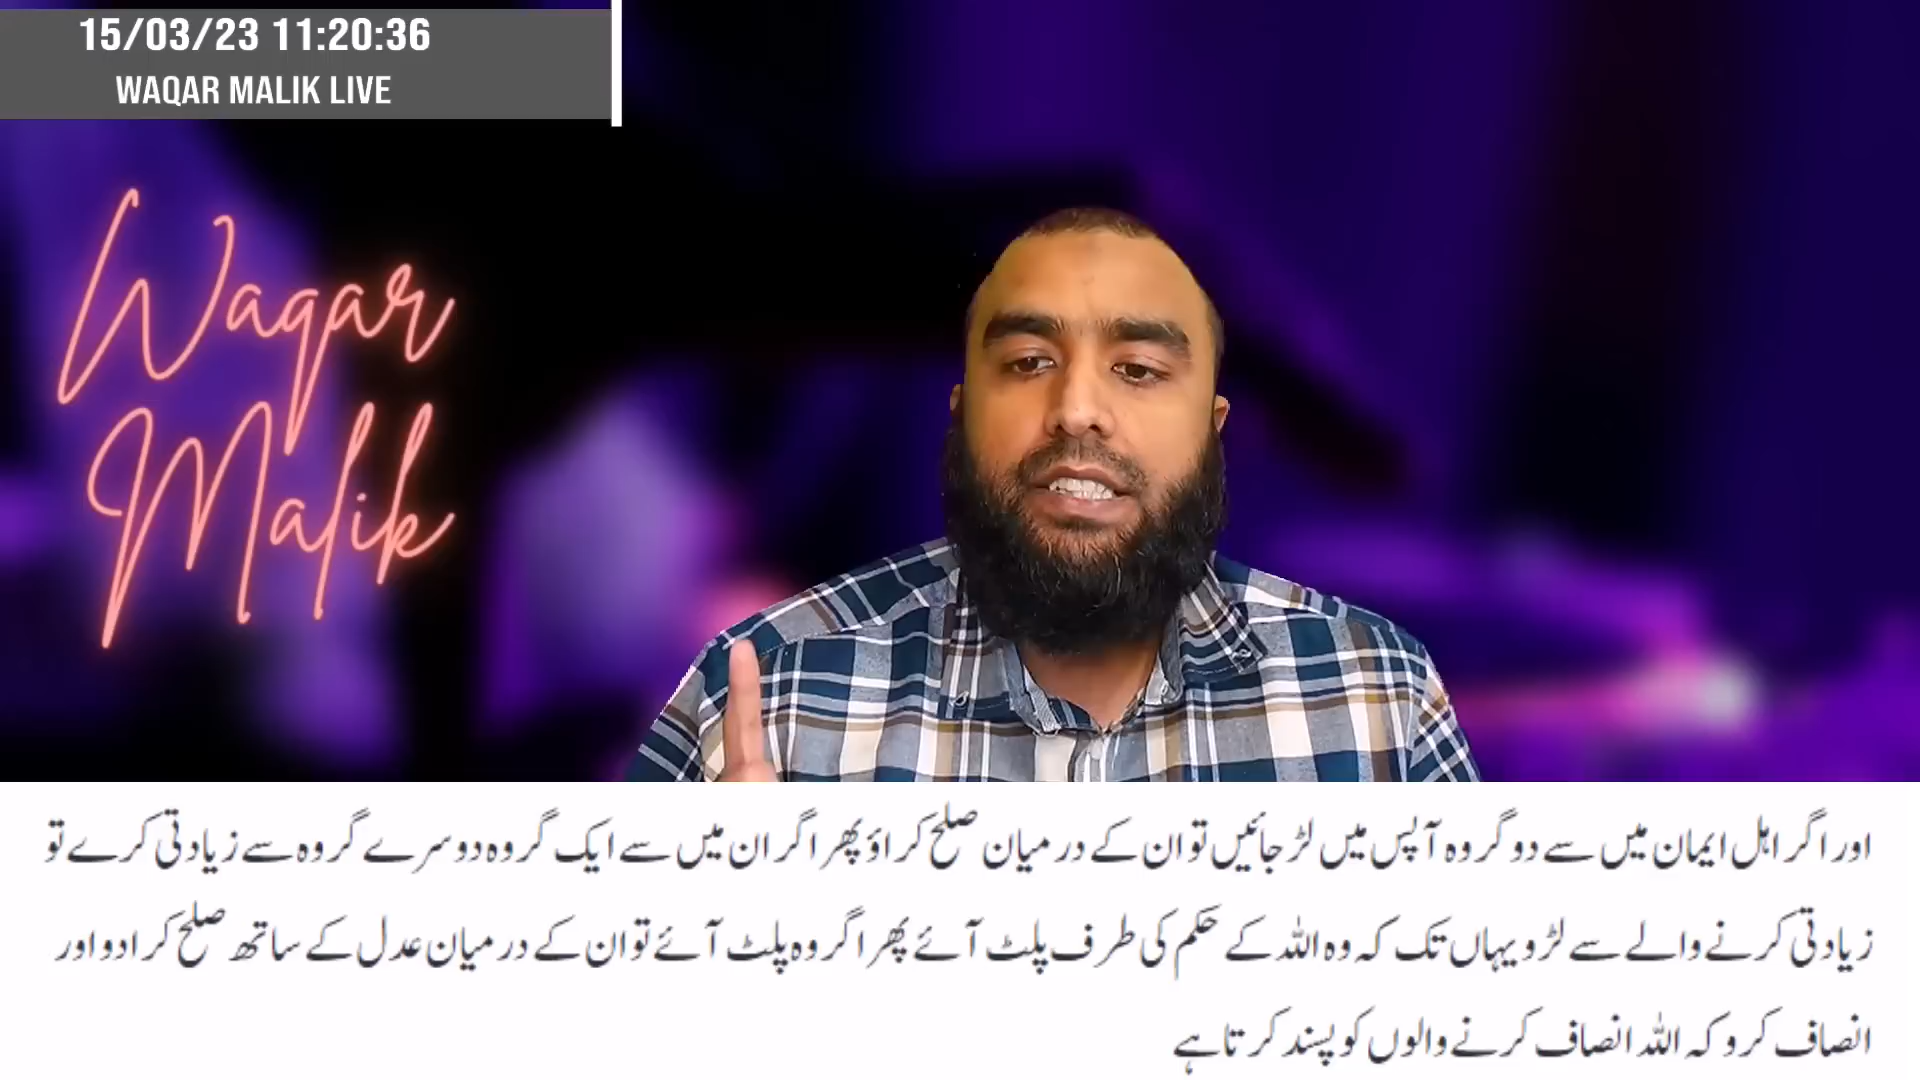 15/03/23 11:20:36
WAQAR MALIK LIVE
Waqar
Malik
اور اگر اہل ایمان میں سے دو گروہ آپس میں لڑ جائیں تو ان کے درمیان صلح کراؤ پھر اگر ان میں سے ایک گروہ دوسرے گروہ سے زیادتی کرے تو
زیادتی کرنے والے سے لڑو یہاں تک کہ وہ اللہ کے حکم کی طرف پلٹ آئے پھر اگر وہ پلٹ آئے تو ان کے درمیان عدل کے ساتھ صلح کرا دو اور
انصاف کرو کہ اللہ انصاف کرنے والوں کو پسند کرتا ہے